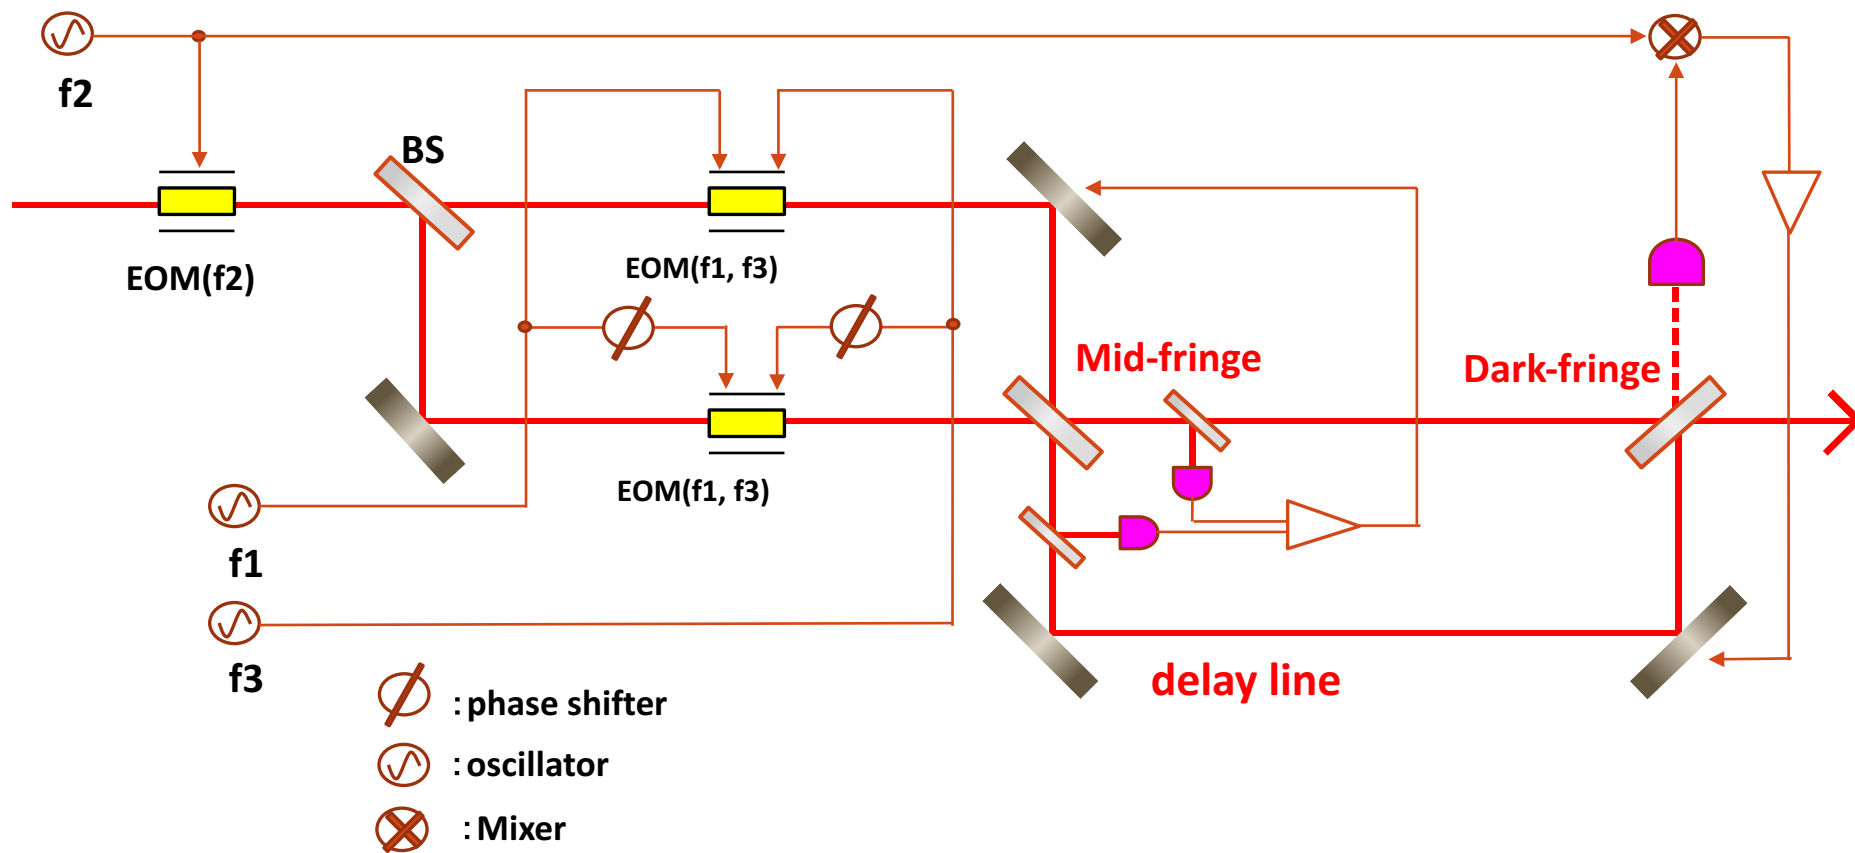 f2
BS
EOM(f2)
EOM(f1, f3)
Mid-fringe
Dark-fringe
EOM(f1, f3)
f1
f3
delay line
: phase shifter
: oscillator
: Mixer